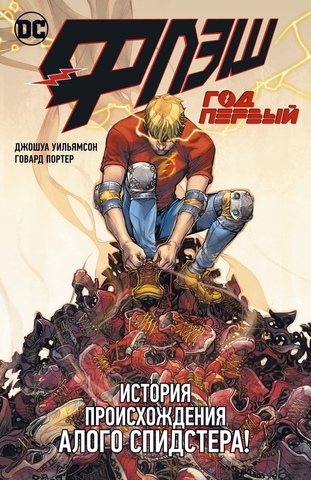 DC
ФЛЭШ
ГОД
ПЕРВЫЙ
ДЖОШУА УИЛЬЯМСОН
ГОВАРД ПОРТЕР
ИСТОРИЯ
ПРОИСХОЖДЕНИЯ
АЛОГО СПИДСТЕРА!